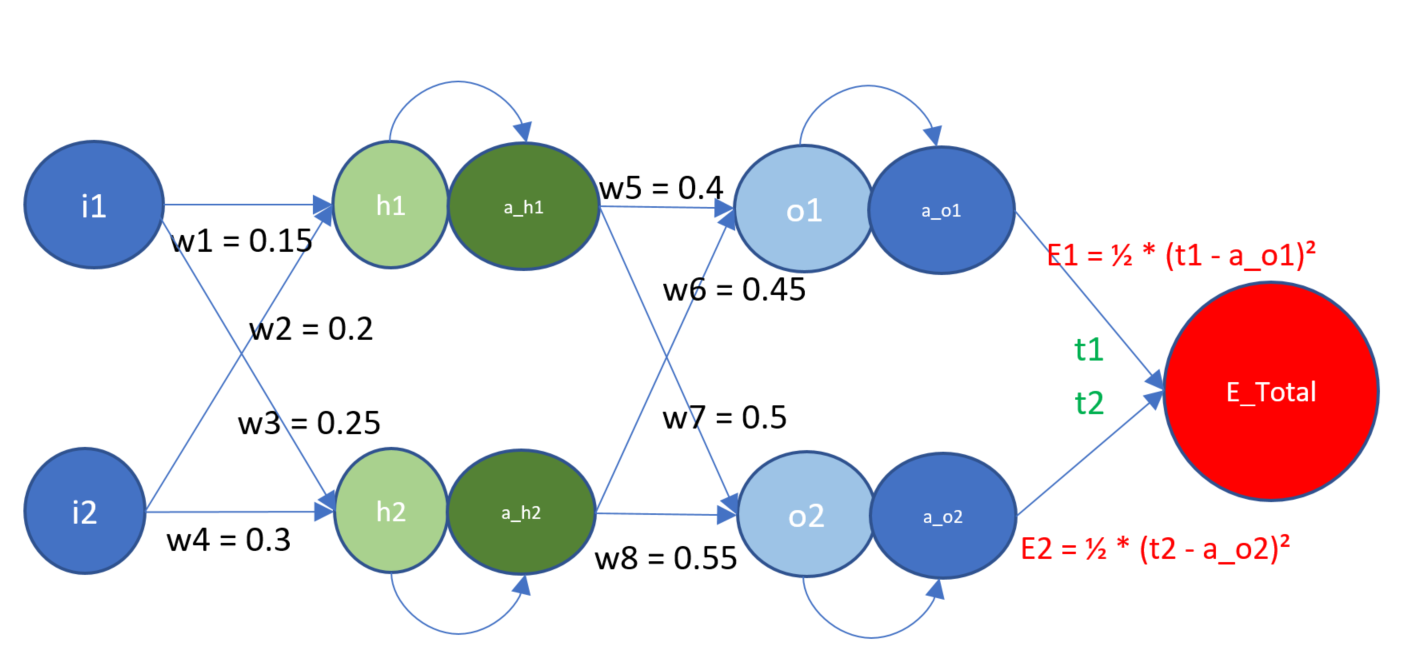 i1
h1
a_h1
w5 = 0.4
o1
a_o1
w1 = 0.15
E1 = ½ * (t1 - a_o1)²
w6 = 0.45
w2 = 0.2
t1
E_Total
t2
w3 = 0.25
w7 = 0.5
i2
h2
a_h2
o2
a_o2
w4 = 0.3
w8 = 0.55
E2 = ½ * (t2 - a_o2)²